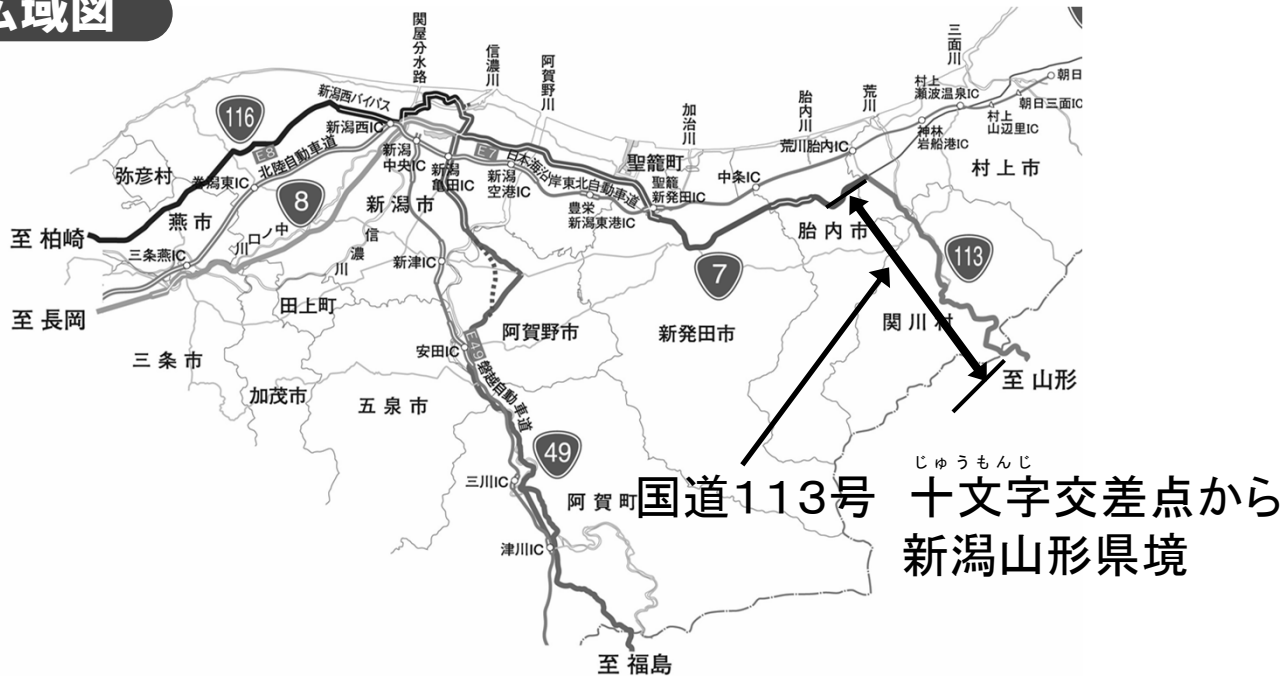 広域図
関屋分水路
信濃川
阿賀野川
加治川
胎内川
荒川
三面川
朝日
朝日三面IC
村上
瀬波温泉IC
村上
山辺里IC
神林
岩船港IC
荒川胎内IC
村上市
新潟西バイパス
116
新潟西IC
E8
北陸自動車道
新潟
中央IC
新潟
亀田IC
E7
日本海沿岸東北自動車道
新潟
空港IC
豊栄
新潟東港IC
聖籠町
聖籠
新発田IC
中条IC
胎内市
弥彦村
巻潟東IC
8
新潟市
燕市
至 柏崎
中ノ口川
信濃川
三条燕IC
新津IC
7
113
関川村
至 長岡
田上町
阿賀野市
新発田市
三条市
安田IC
E49
磐越自動車道
至 山形
加茂市
五泉市
49
三川IC
阿賀町
じゅうもんじ
国道113号 十文字交差点から
新潟山形県境
津川IC
至 福島